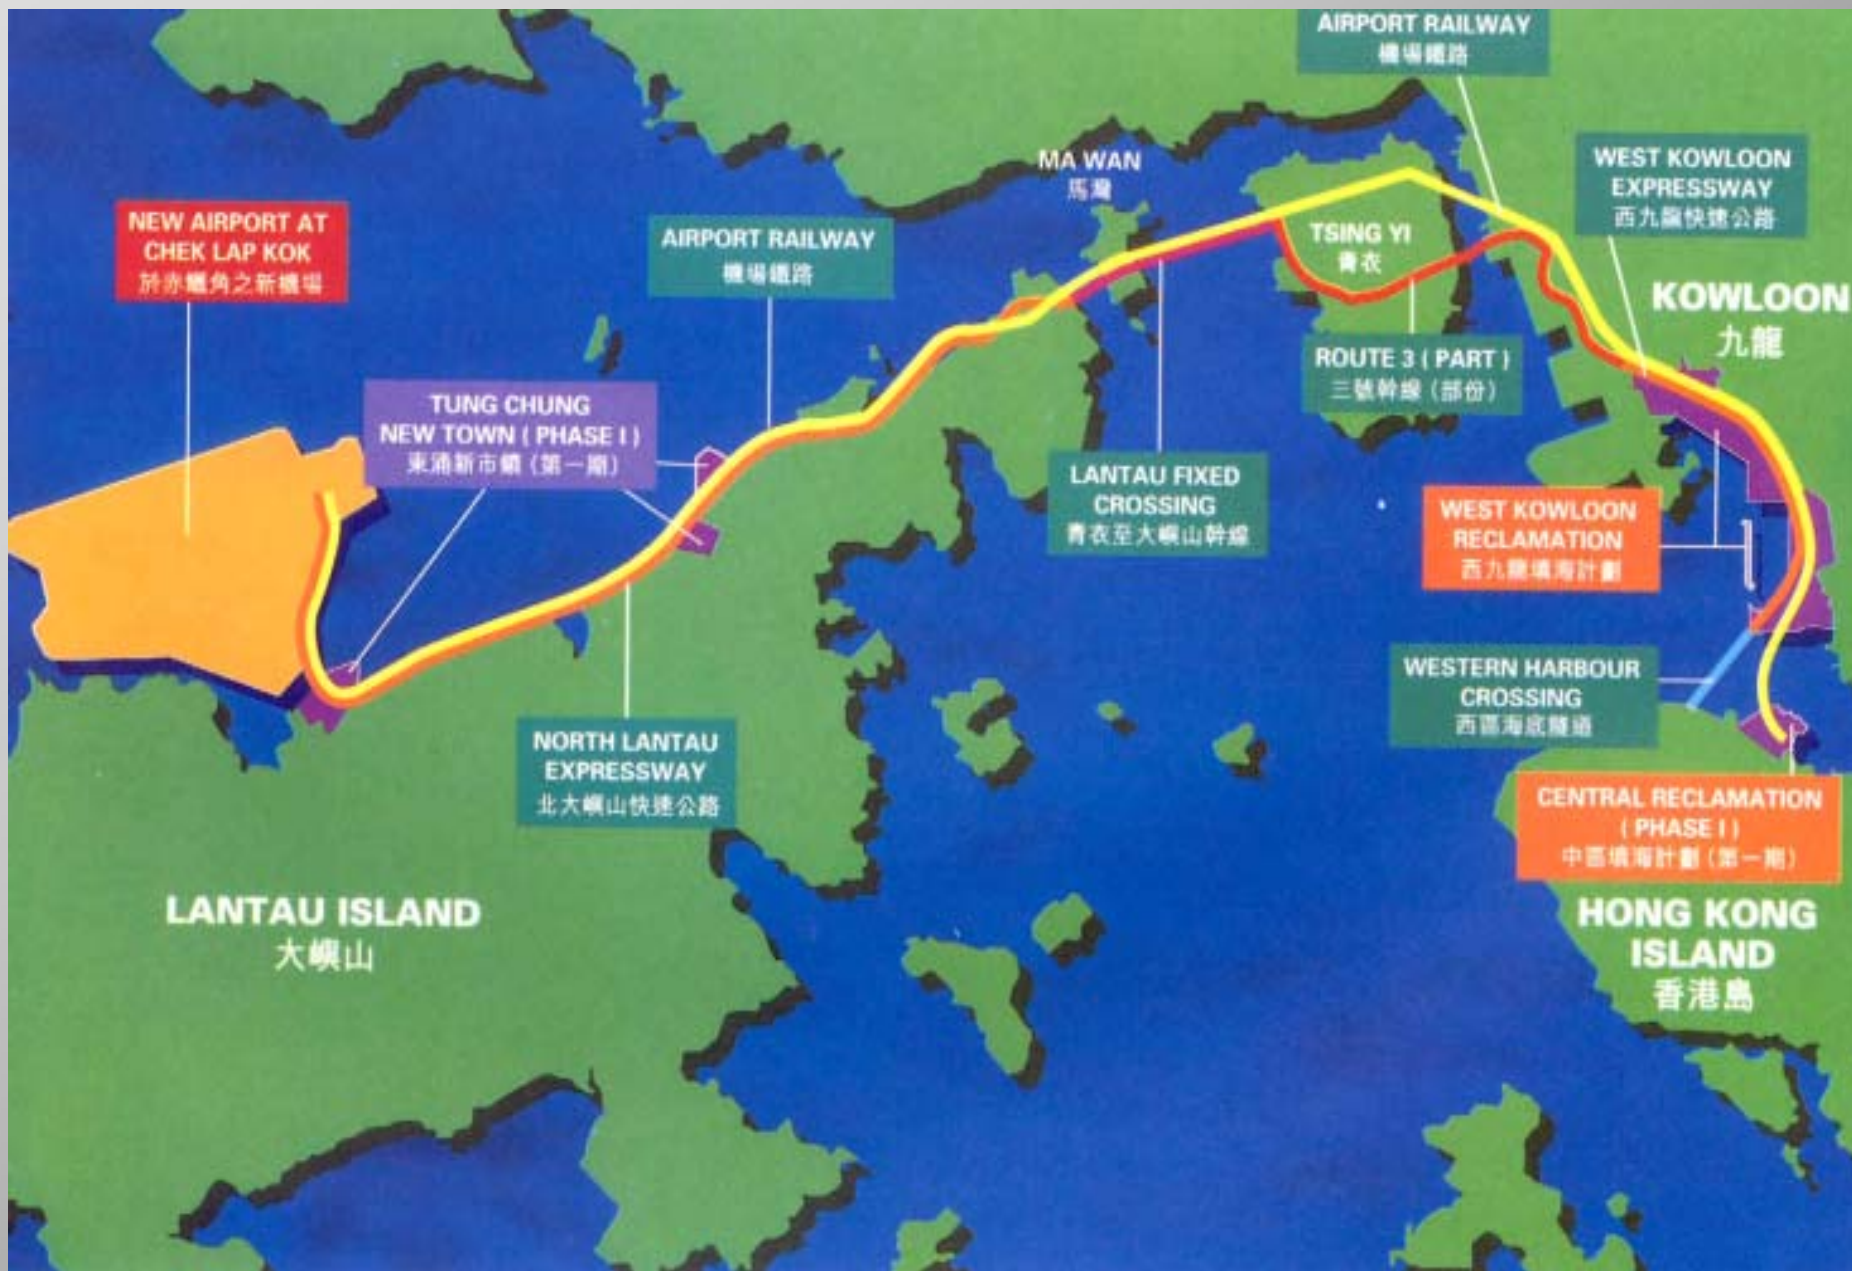 AIRPORT RAILWAY
機場鐵路
MA WAN
馬灣
WEST KOWLOON
EXPRESSWAY
西九龍快速公路
NEW AIRPORT AT
CHEK LAP KOK
於赤鱲角之新機場
AIRPORT RAILWAY
機場鐵路
TSING YI
青衣
KOWLOON
九龍
ROUTE 3 ( PART )
三號幹線 (部份)
TUNG CHUNG
NEW TOWN ( PHASE I )
東涌新市鎮 (第一期)
LANTAU FIXED
CROSSING
青衣至大嶼山幹線
WEST KOWLOON
RECLAMATION
西九龍填海計劃
WESTERN HARBOUR
CROSSING
西區海底隧道
NORTH LANTAU
EXPRESSWAY
北大嶼山快速公路
CENTRAL RECLAMATION
( PHASE I )
中區填海計劃 (第一期)
LANTAU ISLAND
大嶼山
HONG KONG
ISLAND
香港島